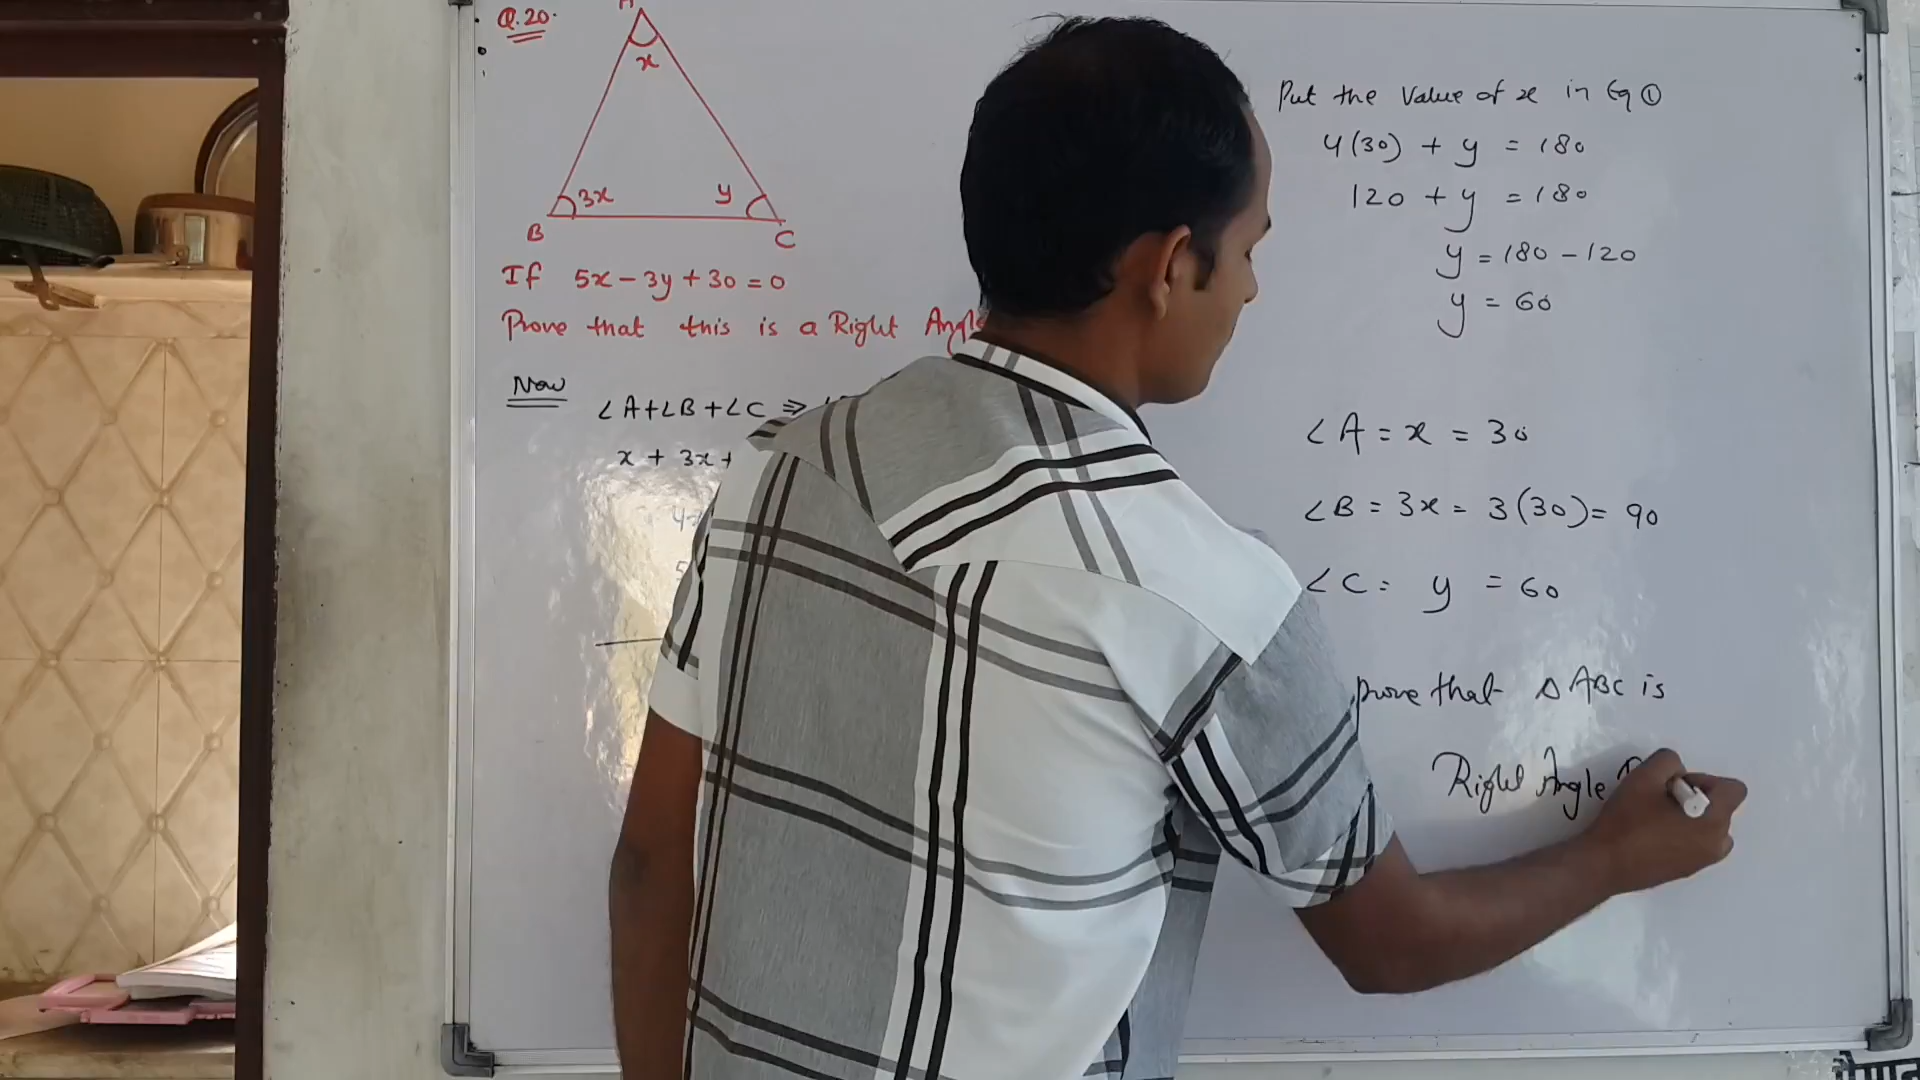 Q.20.
A
x
3x y
B C
If 5x - 3y + 30 = 0
Prove that this is a Right Angle
Now
∠A+∠B+∠C ⇒
x + 3x +
Put the value of x in Eq ①
4(30) + y = 180
120 + y = 180
y = 180 - 120
y = 60
∠A = x = 30
∠B = 3x = 3(30) = 90
∠C = y = 60
prove that △ ABC is
Right Angle